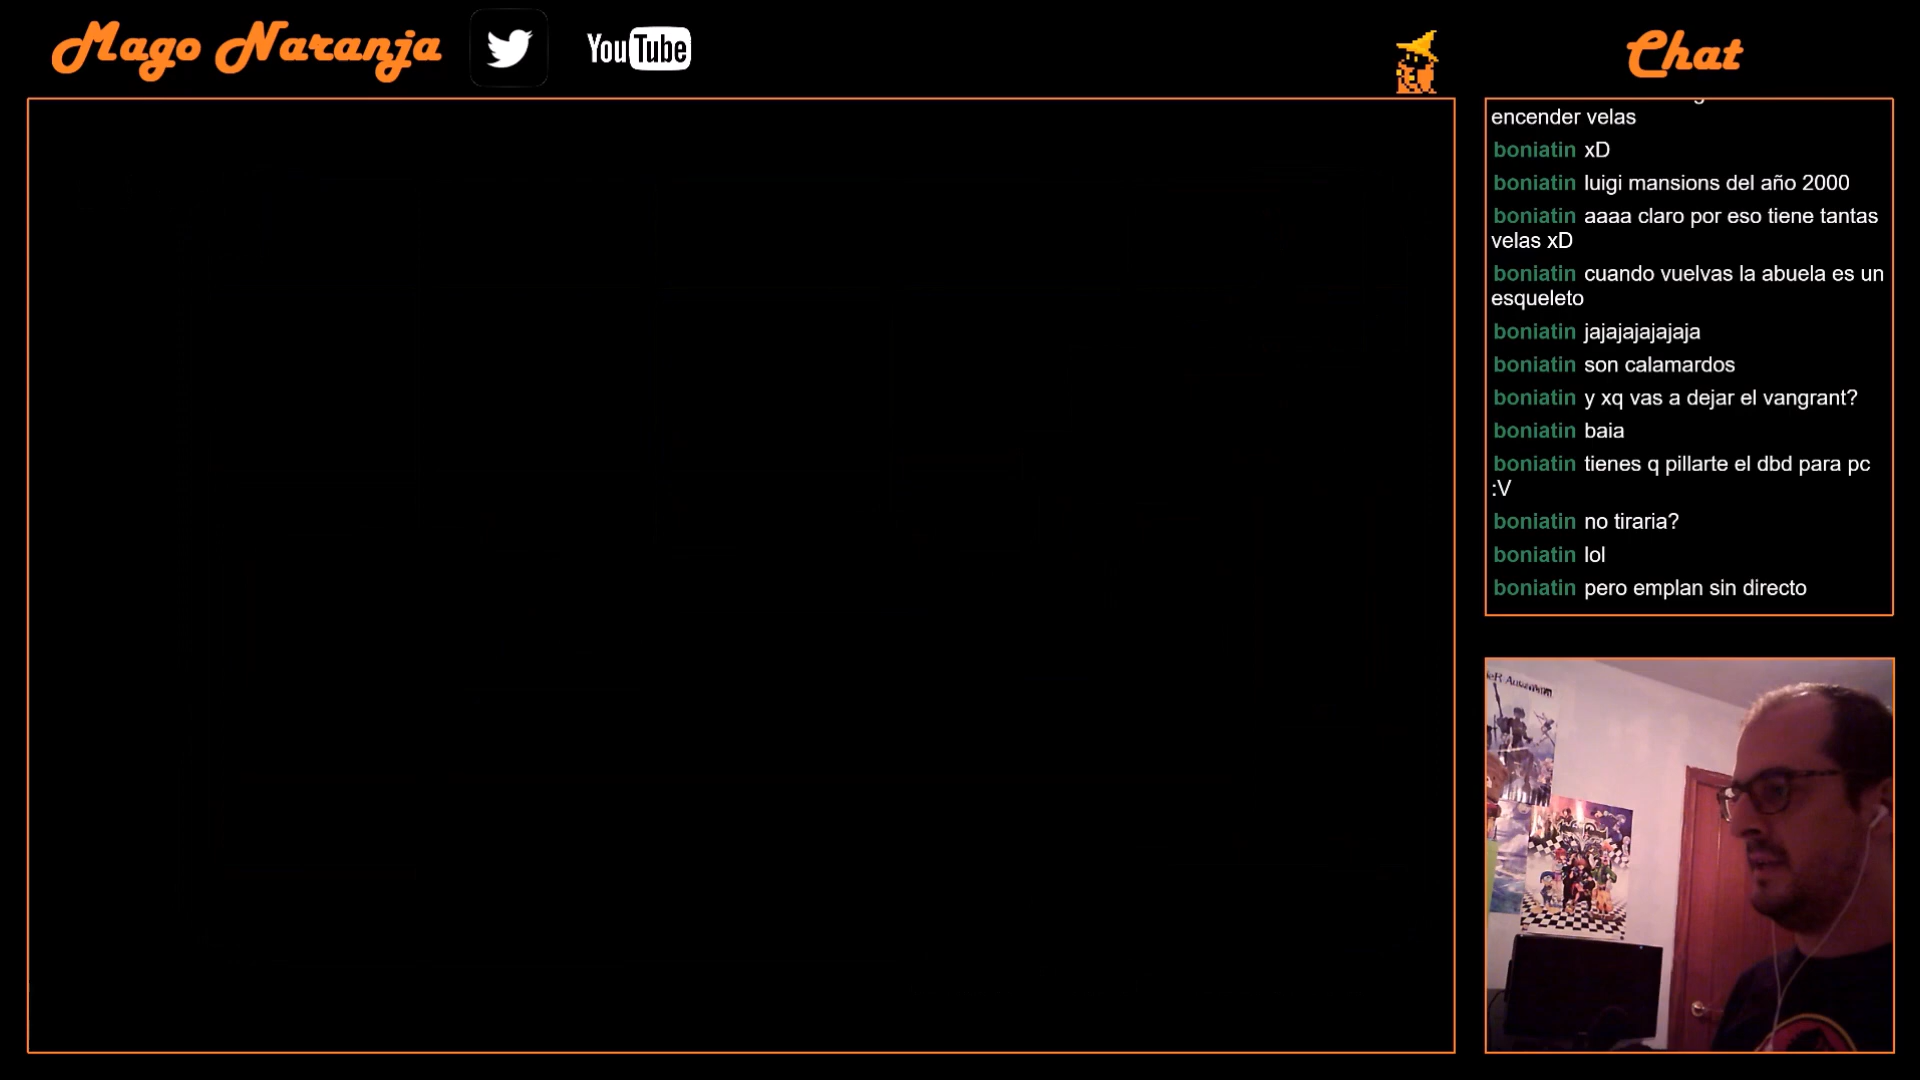 Mago Naranja
YouTube
Chat
encender velas
boniatin xD
boniatin luigi mansions del año 2000
boniatin aaaa claro por eso tiene tantas
velas xD
boniatin cuando vuelvas la abuela es un
esqueleto
boniatin jajajajajajaja
boniatin son calamardos
boniatin y xq vas a dejar el vangrant?
boniatin baia
boniatin tienes q pillarte el dbd para pc
:V
boniatin no tiraria?
boniatin lol
boniatin pero emplan sin directo